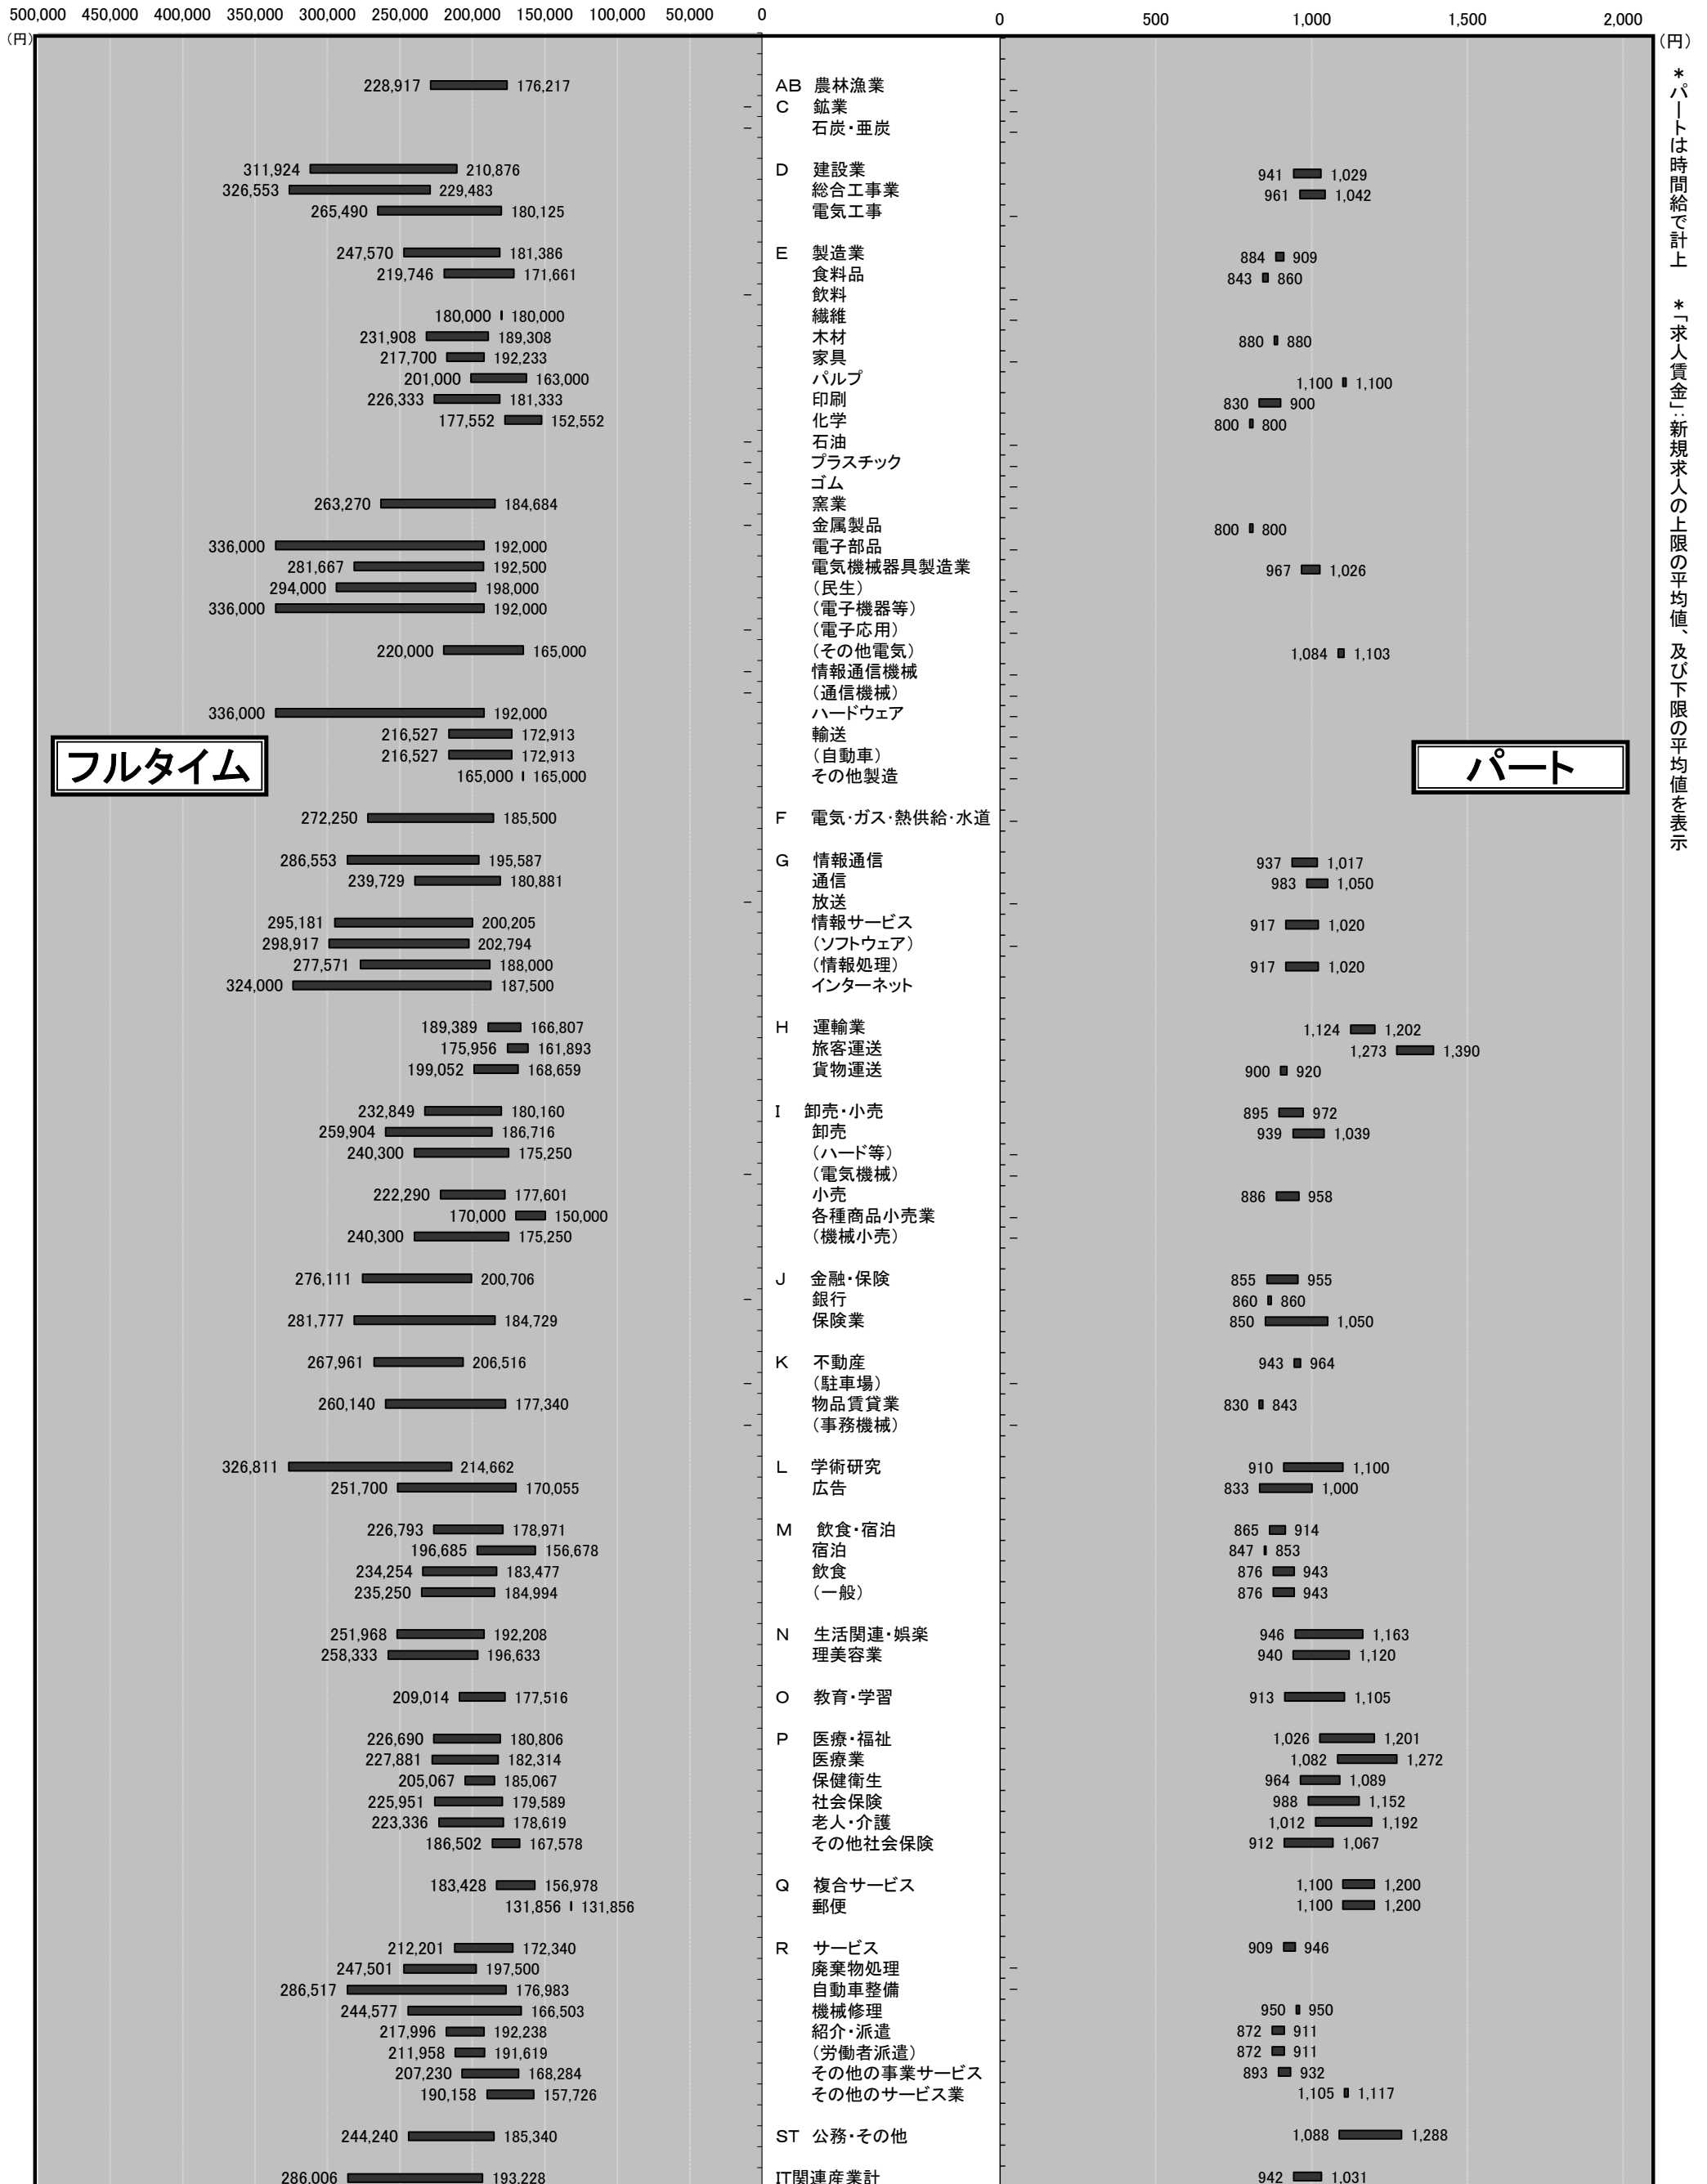 500,000 450,000 400,000 350,000 300,000 250,000 200,000 150,000 100,000 50,000 0 0 500 1,000 1,500 2,000
（円） （円）
＊パートは時間給で計上　＊「求人賃金」：新規求人の上限の平均値、及び下限の平均値を表示
228,917 176,217 AB 農林漁業 －
－ C 鉱業 －
－ 石炭・亜炭 －
311,924 210,876 D 建設業 941 1,029
326,553 229,483 総合工事業 961 1,042
265,490 180,125 電気工事 －
247,570 181,386 E 製造業 884 909
219,746 171,661 食料品 843 860
－ 飲料 －
180,000 180,000 繊維 －
231,908 189,308 木材 880 880
217,700 192,233 家具 －
201,000 163,000 パルプ 1,100 1,100
226,333 181,333 印刷 830 900
177,552 152,552 化学 800 800
－ 石油 －
－ プラスチック －
－ ゴム －
263,270 184,684 窯業 －
－ 金属製品 800 800
336,000 192,000 電子部品 －
281,667 192,500 電気機械器具製造業 967 1,026
294,000 198,000 （民生） －
336,000 192,000 （電子機器等） －
－ （電子応用） －
220,000 165,000 （その他電気） 1,084 1,103
－ 情報通信機械 －
－ （通信機械） －
336,000 192,000 ハードウェア －
216,527 172,913 輸送 －
フルタイム パート
216,527 172,913 （自動車） －
165,000 165,000 その他製造 －
272,250 185,500 F 電気・ガス・熱供給・水道 －
286,553 195,587 G 情報通信 937 1,017
239,729 180,881 通信 983 1,050
－ 放送 －
295,181 200,205 情報サービス 917 1,020
298,917 202,794 （ソフトウェア） －
277,571 188,000 （情報処理） 917 1,020
324,000 187,500 インターネット
189,389 166,807 H 運輸業 1,124 1,202
175,956 161,893 旅客運送 1,273 1,390
199,052 168,659 貨物運送 900 920
232,849 180,160 I 卸売・小売 895 972
259,904 186,716 卸売 939 1,039
240,300 175,250 （ハード等） －
－ （電気機械） －
222,290 177,601 小売 886 958
170,000 150,000 各種商品小売業 －
240,300 175,250 （機械小売） －
276,111 200,706 J 金融・保険 855 955
－ 銀行 860 860
281,777 184,729 保険業 850 1,050
267,961 206,516 K 不動産 943 964
－ （駐車場） －
260,140 177,340 物品賃貸業 830 843
－ （事務機械） －
326,811 214,662 L 学術研究 910 1,100
251,700 170,055 広告 833 1,000
226,793 178,971 M 飲食・宿泊 865 914
196,685 156,678 宿泊 847 853
234,254 183,477 飲食 876 943
235,250 184,994 （一般） 876 943
251,968 192,208 N 生活関連・娯楽 946 1,163
258,333 196,633 理美容業 940 1,120
209,014 177,516 O 教育・学習 913 1,105
226,690 180,806 P 医療・福祉 1,026 1,201
227,881 182,314 医療業 1,082 1,272
205,067 185,067 保健衛生 964 1,089
225,951 179,589 社会保険 988 1,152
223,336 178,619 老人・介護 1,012 1,192
186,502 167,578 その他社会保険 912 1,067
183,428 156,978 Q 複合サービス 1,100 1,200
131,856 131,856 郵便 1,100 1,200
212,201 172,340 R サービス 909 946
247,501 197,500 廃棄物処理 －
286,517 176,983 自動車整備 －
244,577 166,503 機械修理 950 950
217,996 192,238 紹介・派遣 872 911
211,958 191,619 （労働者派遣） 872 911
207,230 168,284 その他の事業サービス 893 932
190,158 157,726 その他のサービス業 1,105 1,117
244,240 185,340 ST 公務・その他 1,088 1,288
286,006 193,228 IT関連産業計 942 1,031